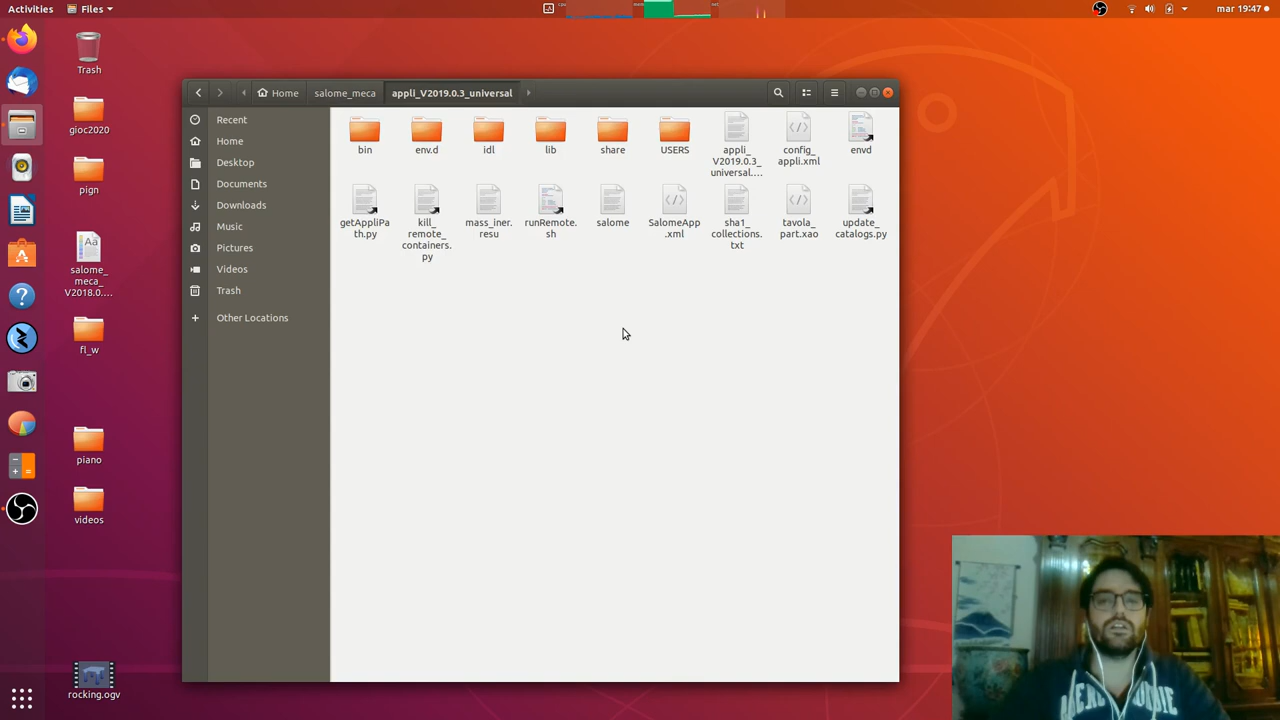 Activities
Files
mar 19:47
Trash
gioc2020
pign
salome_
meca_
V2018.0....
fl_w
piano
videos
rocking.ogv
Home
salome_meca
appli_V2019.0.3_universal
Recent
Home
Desktop
Documents
Downloads
Music
Pictures
Videos
Trash
Other Locations
bin
env.d
idl
lib
share
USERS
appli_
V2019.0.3_
universal....
config_
appli.xml
envd
getAppliPa
th.py
kill_
remote_
containers.
py
mass_iner.
resu
runRemote.
sh
salome
SalomeApp
.xml
sha1_
collections.
txt
tavola_
part.xao
update_
catalogs.py